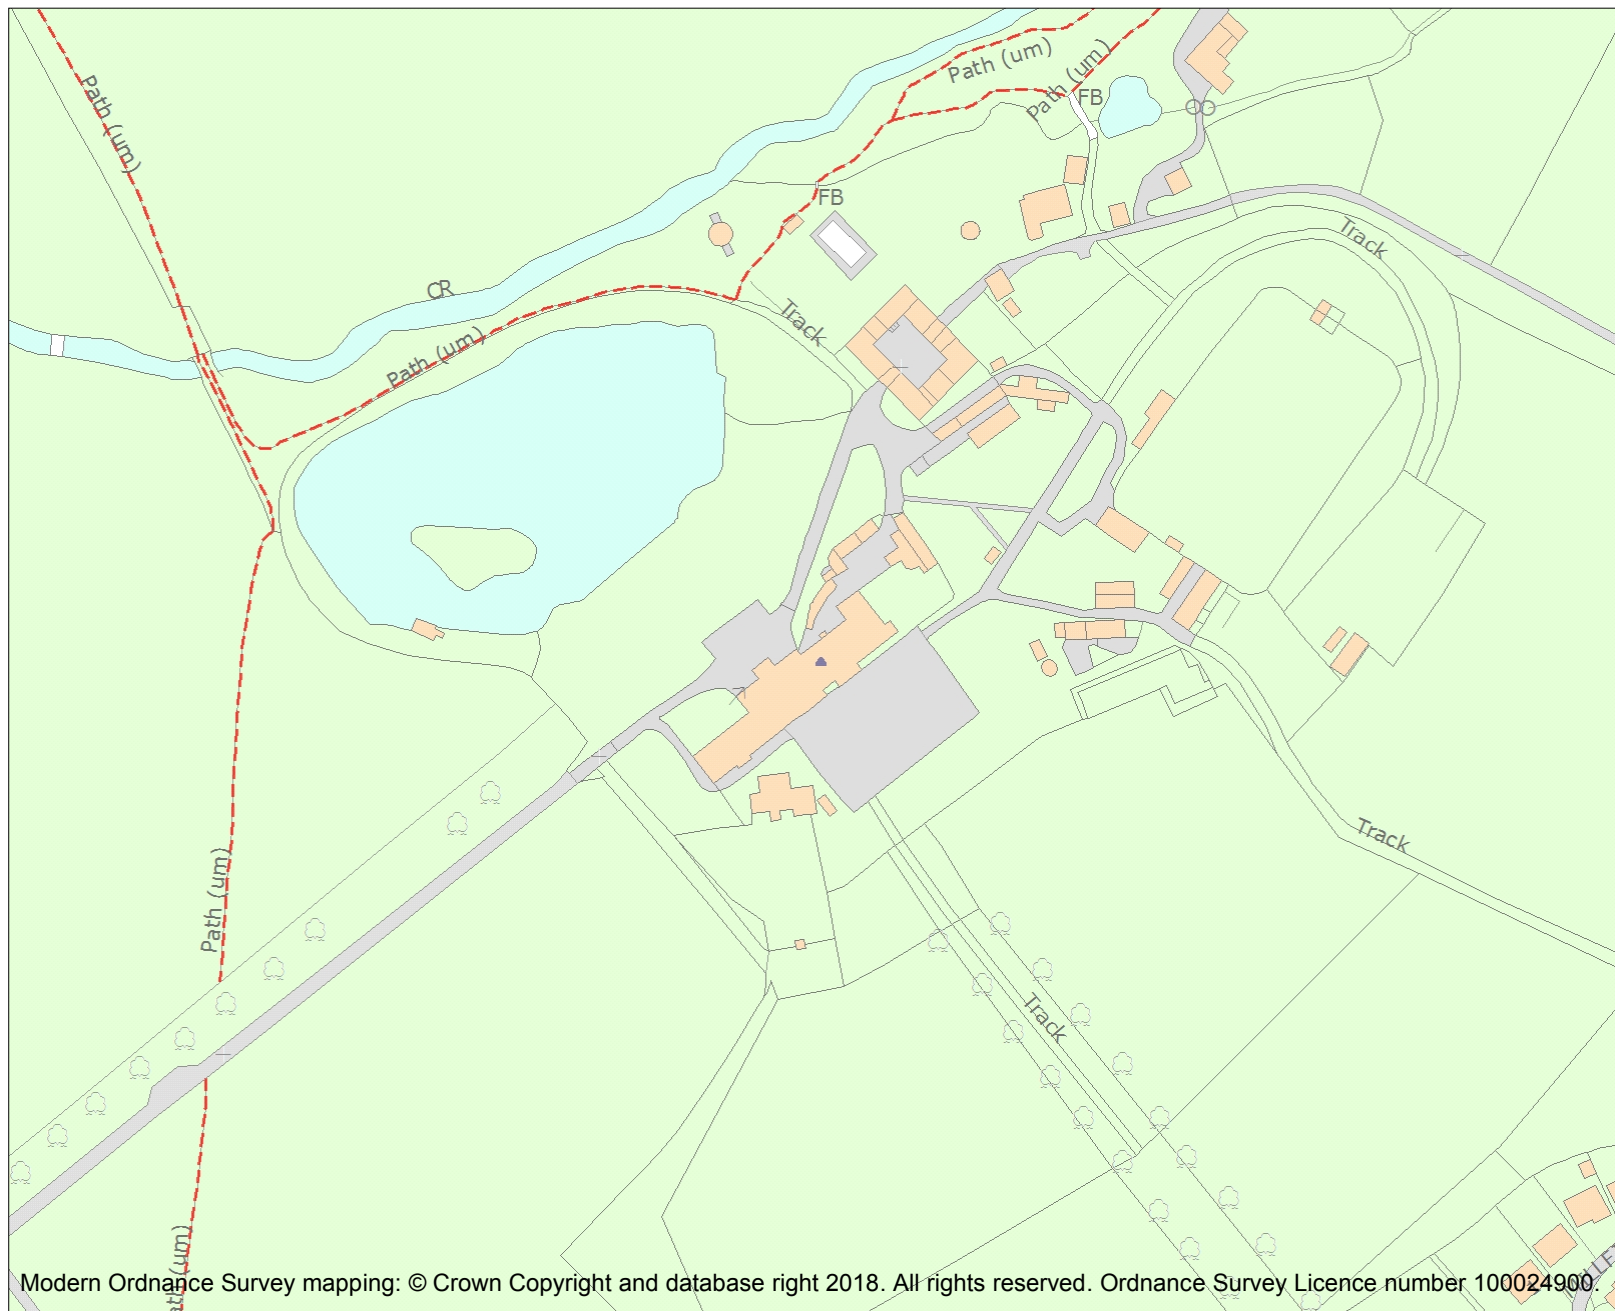 Path (um)
Path (um)
Path (um)
FB
FB
Track
CR
Track
Path (um)
Path (um)
Track
Track
Path (um)
Modern Ordnance Survey mapping: © Crown Copyright and database right 2018. All rights reserved. Ordnance Survey Licence number 100024900.